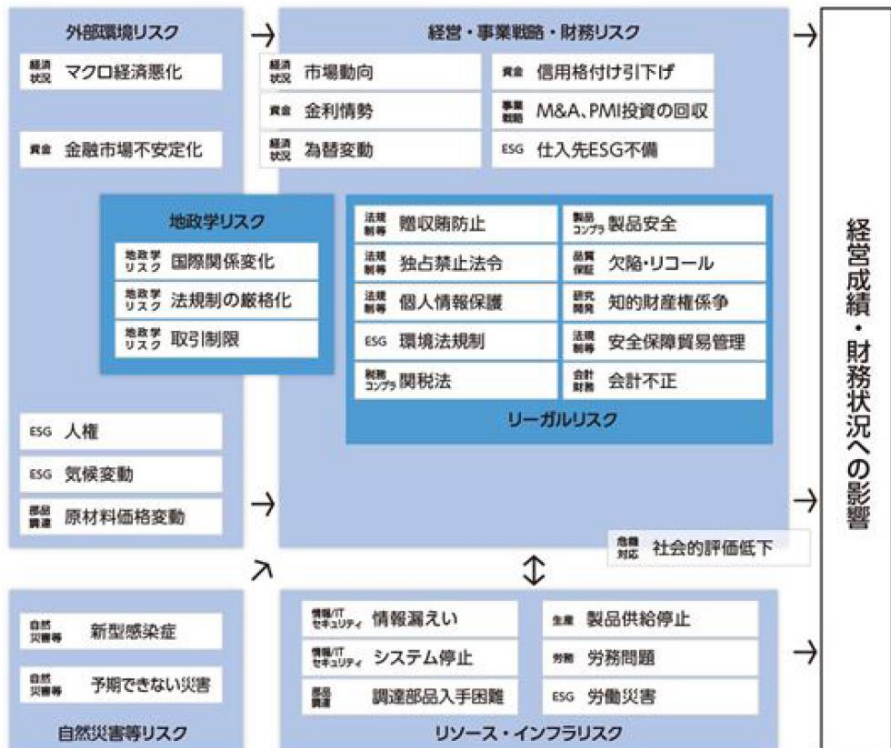 外部環境リスク
経済状況 マクロ経済悪化
資金 金融市場不安定化
地政学リスク
地政学リスク 国際関係変化
地政学リスク 法規制の厳格化
地政学リスク 取引制限
ESG 人権
ESG 気候変動
部品調達 原材料価格変動
経営・事業戦略・財務リスク
経済状況 市場動向
資金 金利情勢
経済状況 為替変動
資金 信用格付け引下げ
事業戦略 M&A、PMI投資の回収
ESG 仕入先ESG不備
法規制等 贈収賄防止
法規制等 独占禁止法令
法規制等 個人情報保護
ESG 環境法規制
税務コンプラ 関税法
製品コンプラ 製品安全
品質保証 欠陥・リコール
研究開発 知的財産権係争
法規制等 安全保障貿易管理
会計財務 会計不正
リーガルリスク
危機対応 社会的評価低下
自然災害等 新型感染症
自然災害等 予期できない災害
自然災害等リスク
情報/ITセキュリティ 情報漏えい
情報/ITセキュリティ システム停止
部品調達 調達部品入手困難
生産 製品供給停止
労務 労務問題
ESG 労働災害
リソース・インフラリスク
経営成績・財務状況への影響